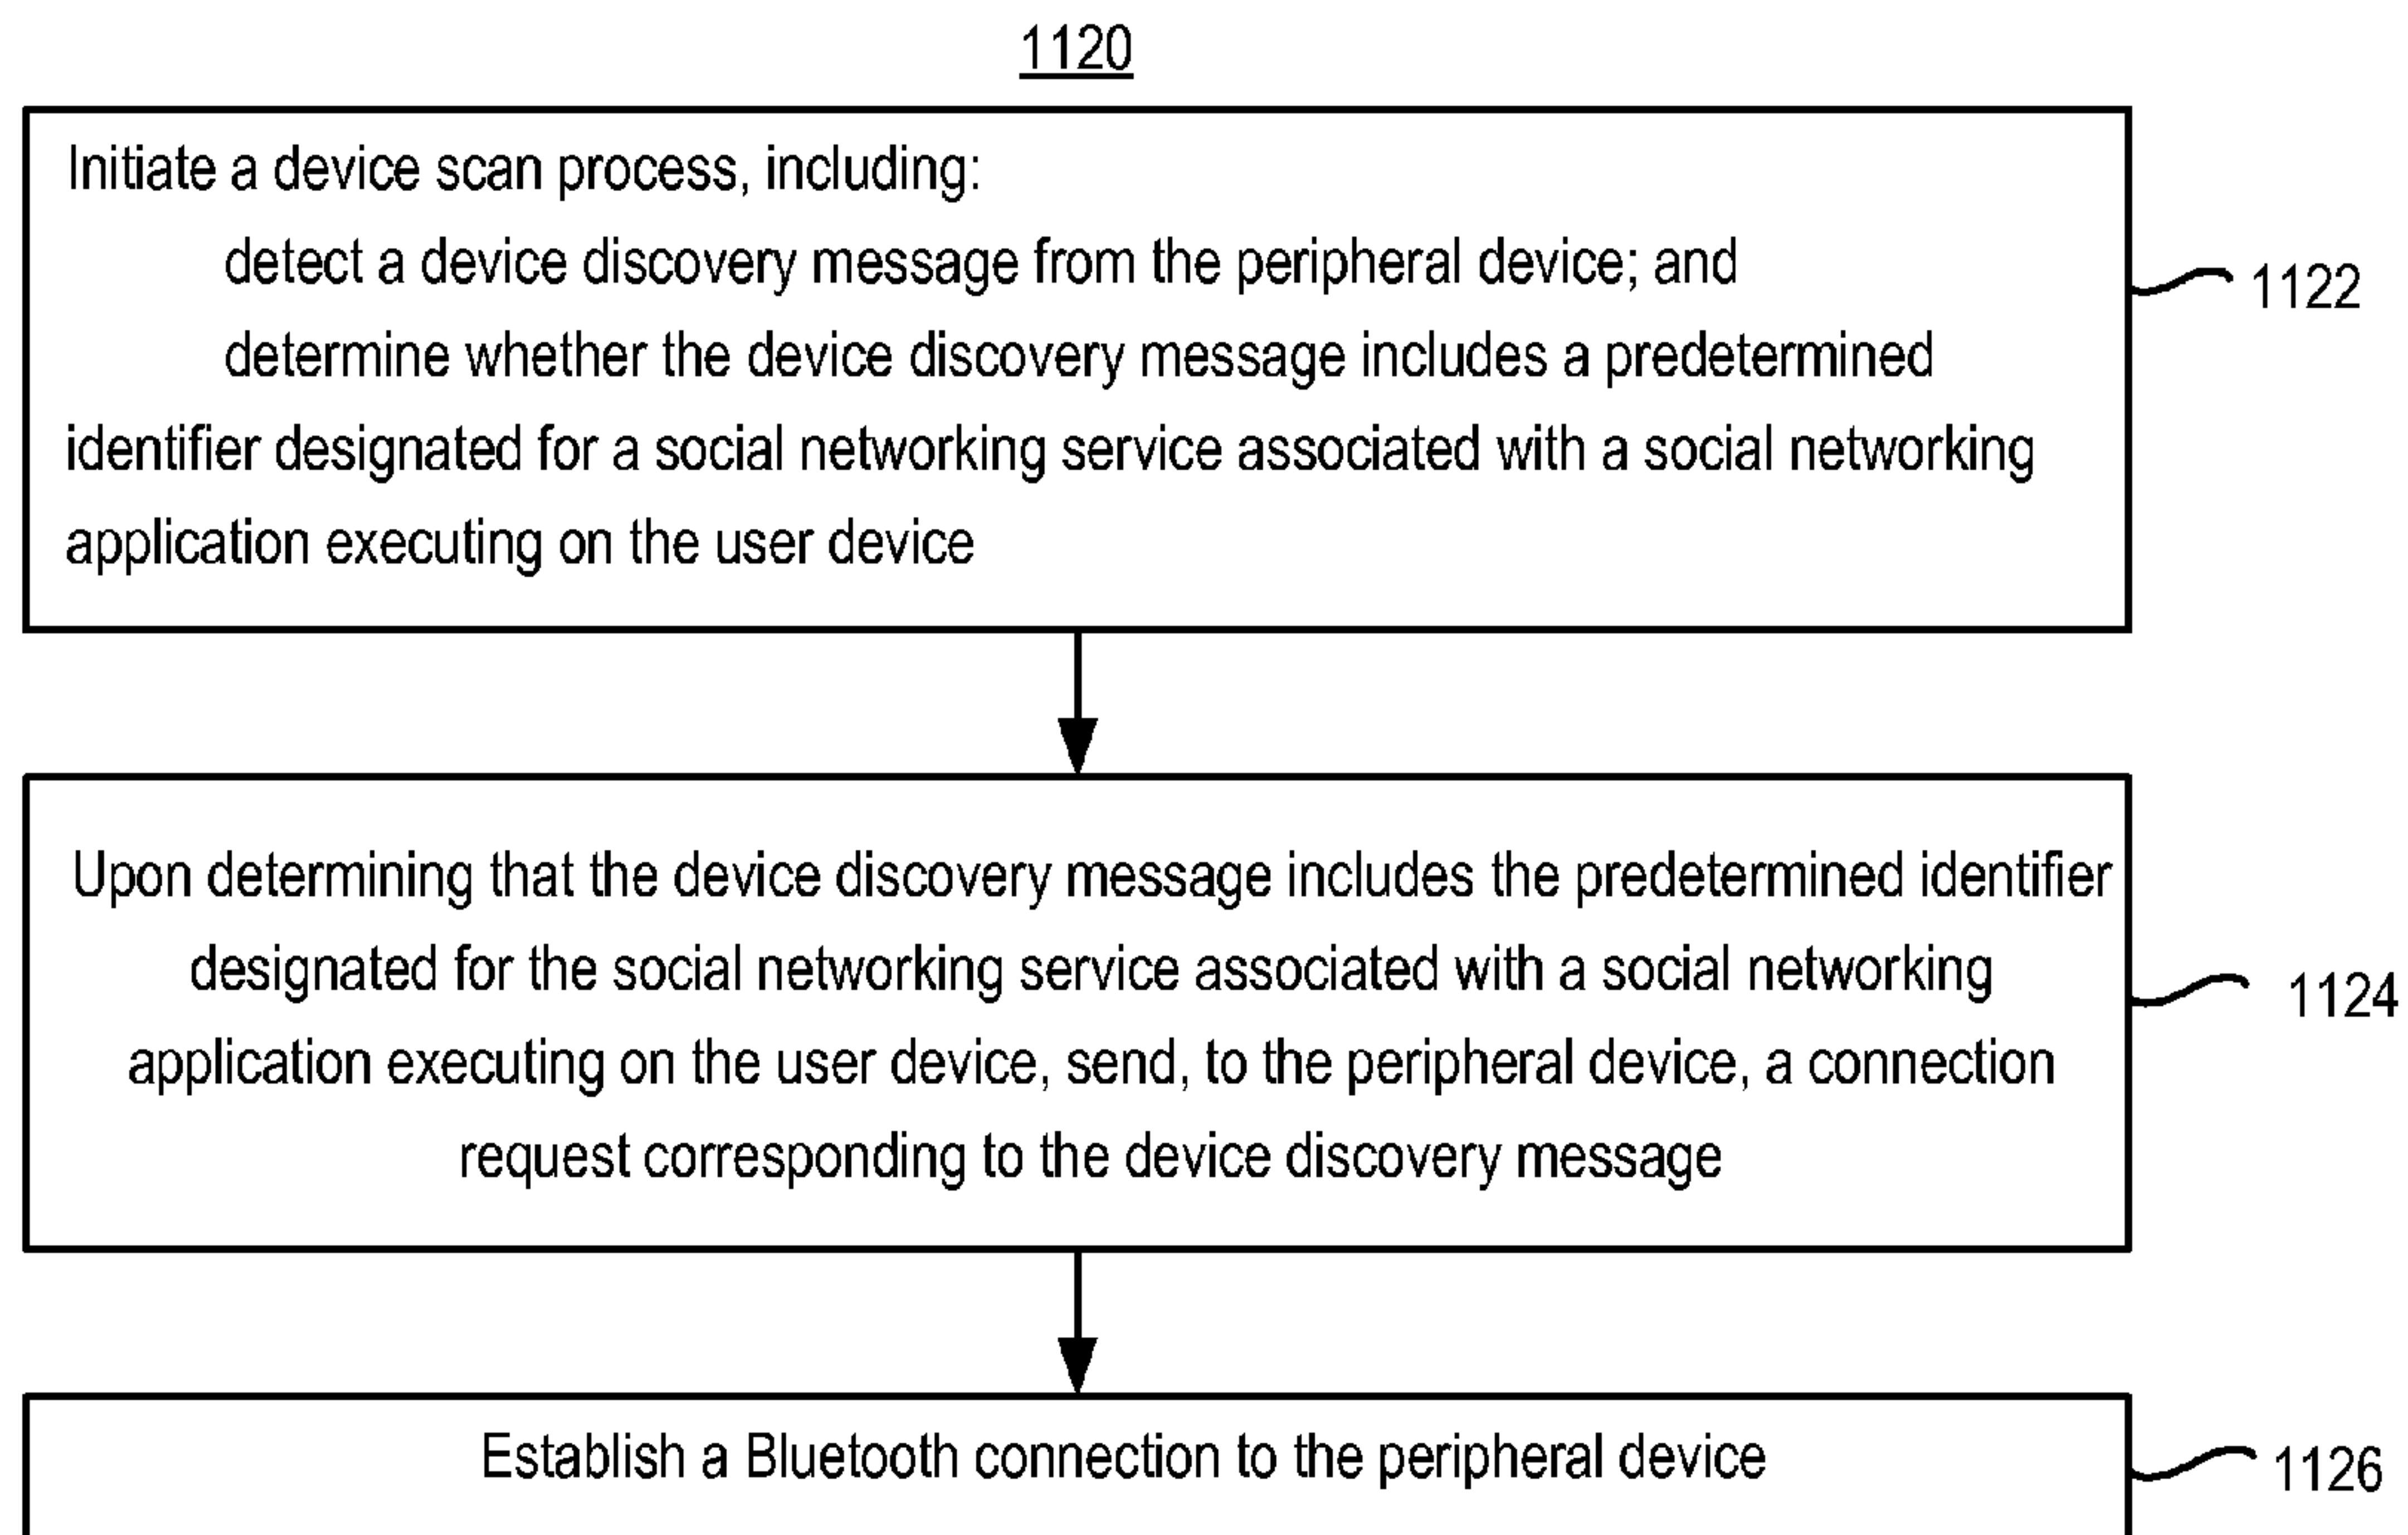 1120
Initiate a device scan process, including:
detect a device discovery message from the peripheral device; and
determine whether the device discovery message includes a predetermined
identifier designated for a social networking service associated with a social networking
application executing on the user device
1122
Upon determining that the device discovery message includes the predetermined identifier
designated for the social networking service associated with a social networking
application executing on the user device, send, to the peripheral device, a connection
request corresponding to the device discovery message
1124
Establish a Bluetooth connection to the peripheral device
1126